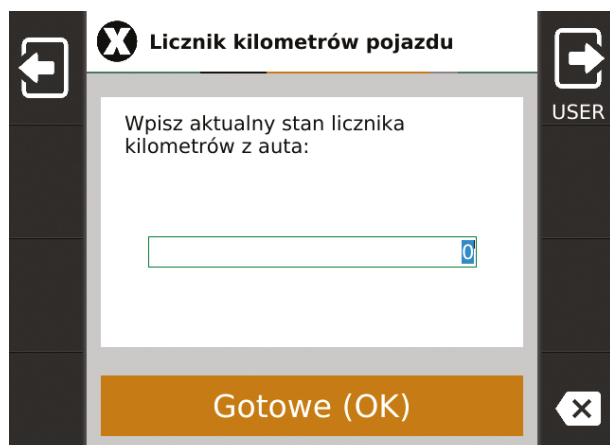 X Licznik kilometrów pojazdu
USER
Wpisz aktualny stan licznika
kilometrów z auta:
0
Gotowe (OK)